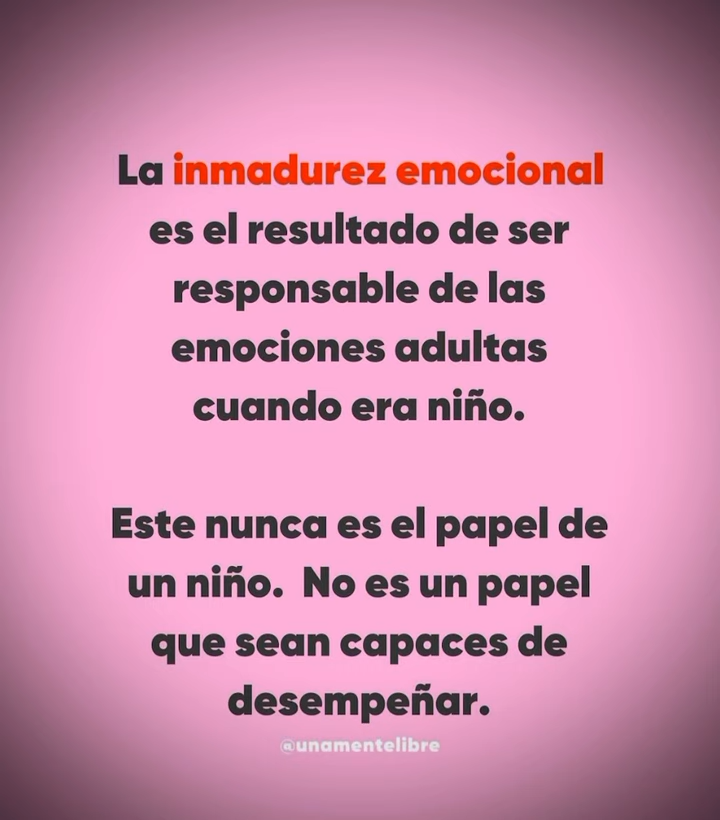 La inmadurez emocional
es el resultado de ser
responsable de las
emociones adultas
cuando era niño.
Este nunca es el papel de
un niño.  No es un papel
que sean capaces de
desempeñar.
@unamentelibre